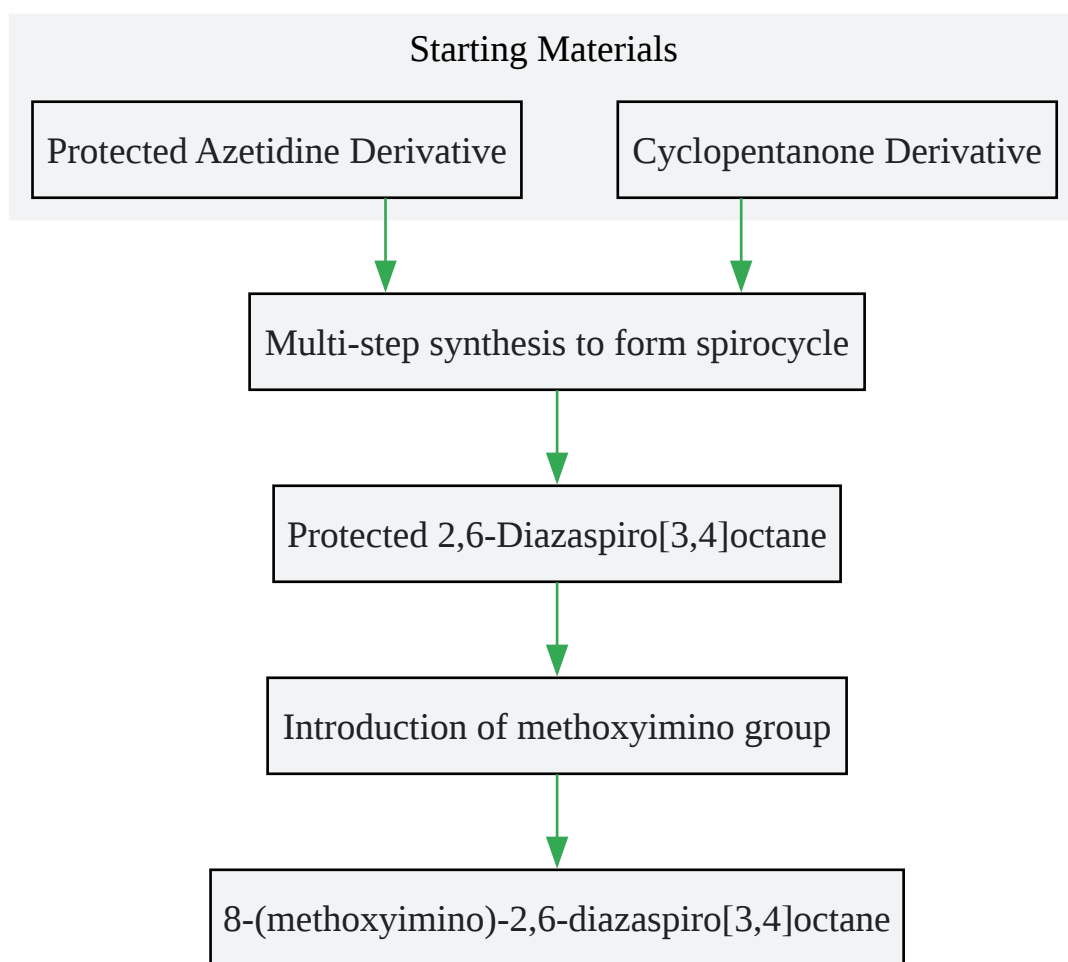 Starting Materials
Protected Azetidine Derivative
Cyclopentanone Derivative
Multi-step synthesis to form spirocycle
Protected 2,6-Diazaspiro[3,4]octane
Introduction of methoxyimino group
8-(methoxyimino)-2,6-diazaspiro[3,4]octane